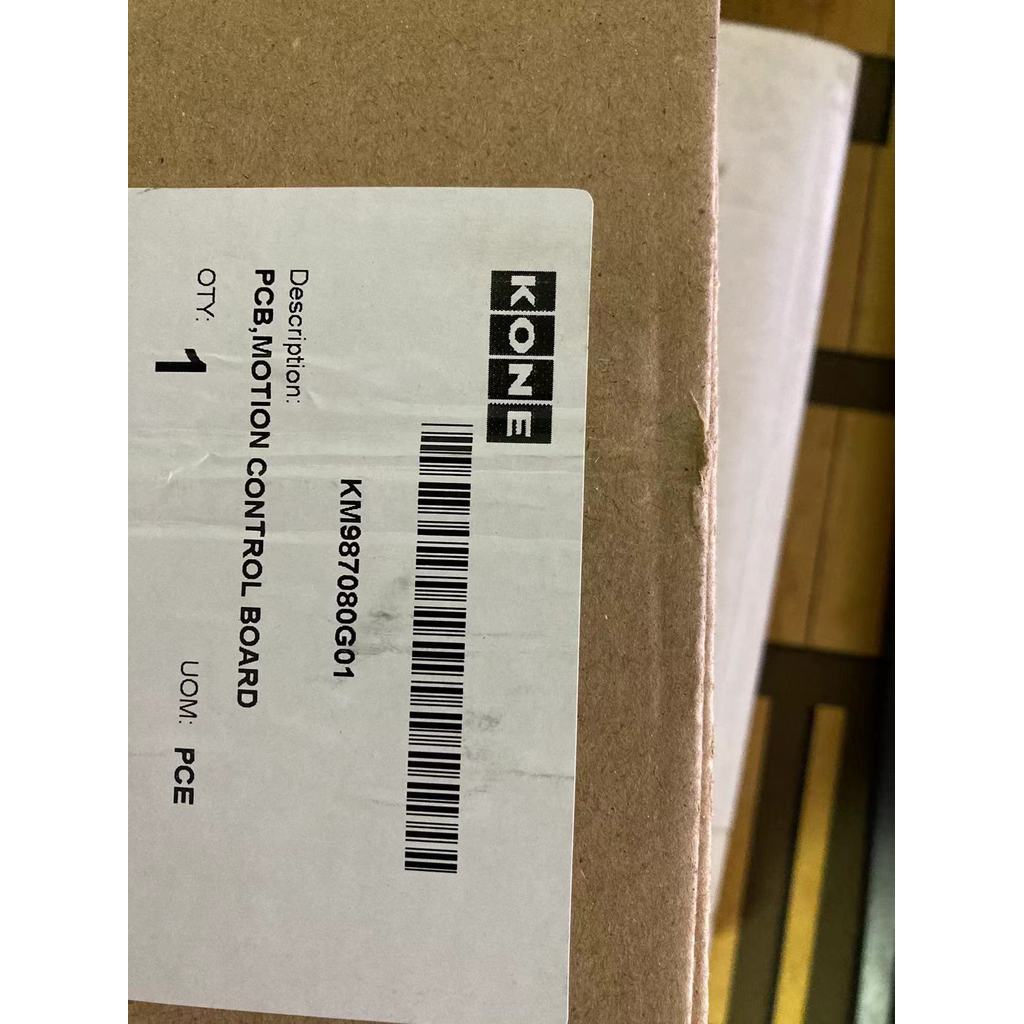 KONE
KM987080G01
Description:
PCB,MOTION CONTROL BOARD
QTY: 1 UOM: PCE